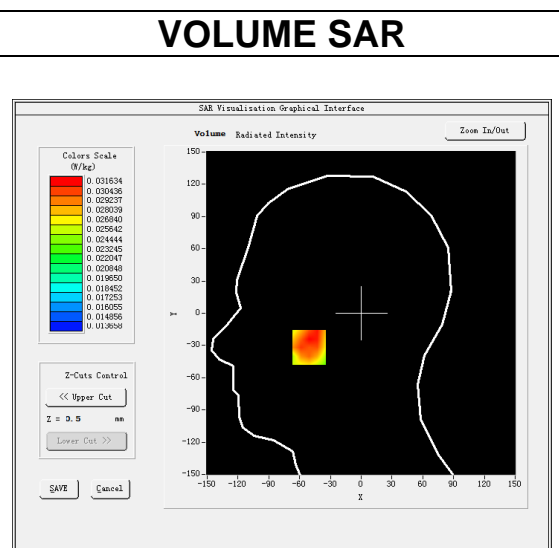 VOLUME SAR
SAR Visualisation Graphical Interface
Volume Radiated Intensity
Zoom In/Out
Colors Scale
(W/kg)
0.031634
0.030436
0.029237
0.028039
0.026840
0.025642
0.024444
0.023245
0.022047
0.020848
0.019650
0.018452
0.017253
0.016055
0.014856
0.013658
150
120
90
60
30
0
-30
-60
-90
-120
-150
Y
-150 -120 -90 -60 -30 0 30 60 90 120 150
X
Z-Cuts Control
<< Upper Cut
Z = 3.5 mm
Lower Cut >>
SAVE Cancel